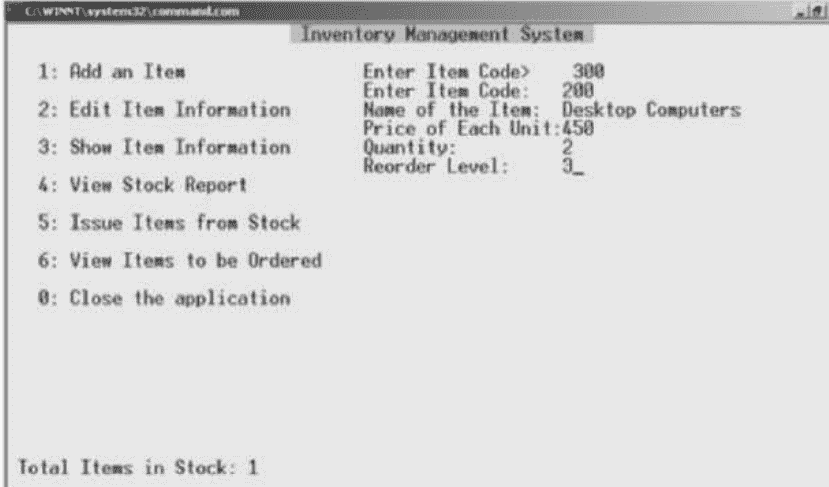 C:\WINNT\system32\command.com
Inventory Management System
1: Add an Item
2: Edit Item Information
3: Show Item Information
4: View Stock Report
5: Issue Items from Stock
6: View Items to be Ordered
0: Close the application
Enter Item Code> 300
Enter Item Code: 200
Name of the Item: Desktop Computers
Price of Each Unit:450
Quantity: 2
Reorder Level: 3_
Total Items in Stock: 1